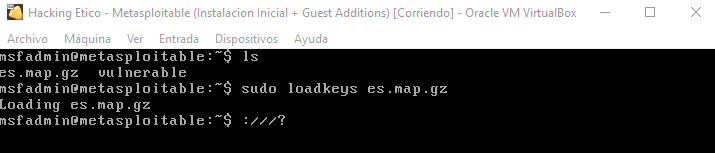 Hacking Etico - Metasploitable (Instalacion Inicial + Guest Additions) [Corriendo] - Oracle VM VirtualBox
Archivo Máquina Ver Entrada Dispositivos Ayuda
msfadmin@metasploitable:~$ ls
es.map.gz vulnerable
msfadmin@metasploitable:~$ sudo loadkeys es.map.gz
Loading es.map.gz
msfadmin@metasploitable:~$ :///?